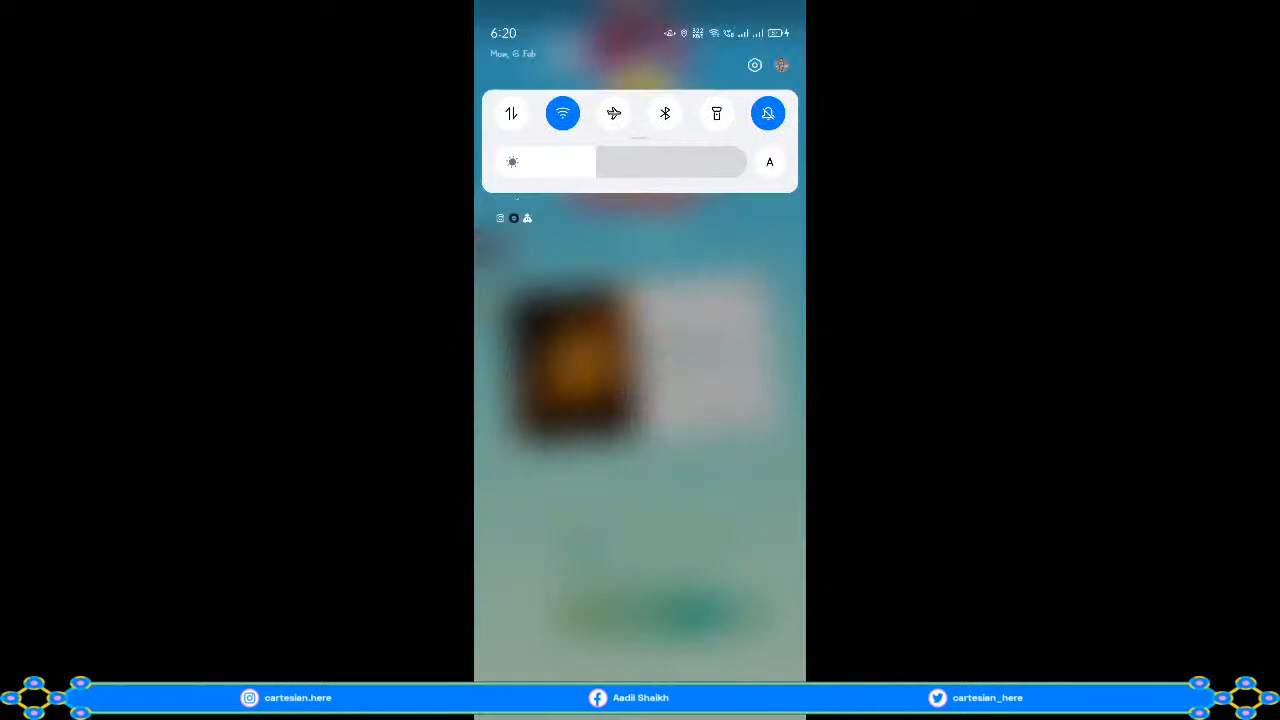 6:20
Mon, 6 Feb
A
cartesian.here
Aadil Shaikh
cartesian_here